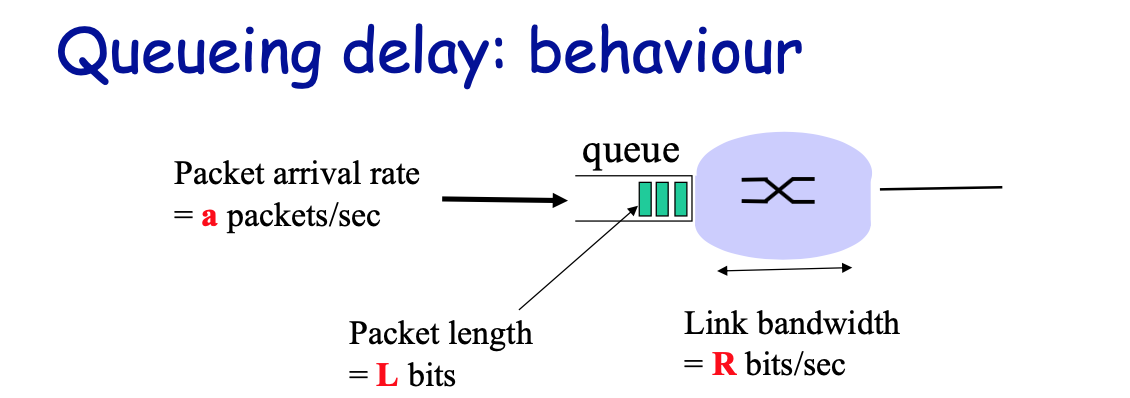 Queueing delay: behaviour
queue
Packet arrival rate
= a packets/sec
Packet length
= L bits
Link bandwidth
= R bits/sec